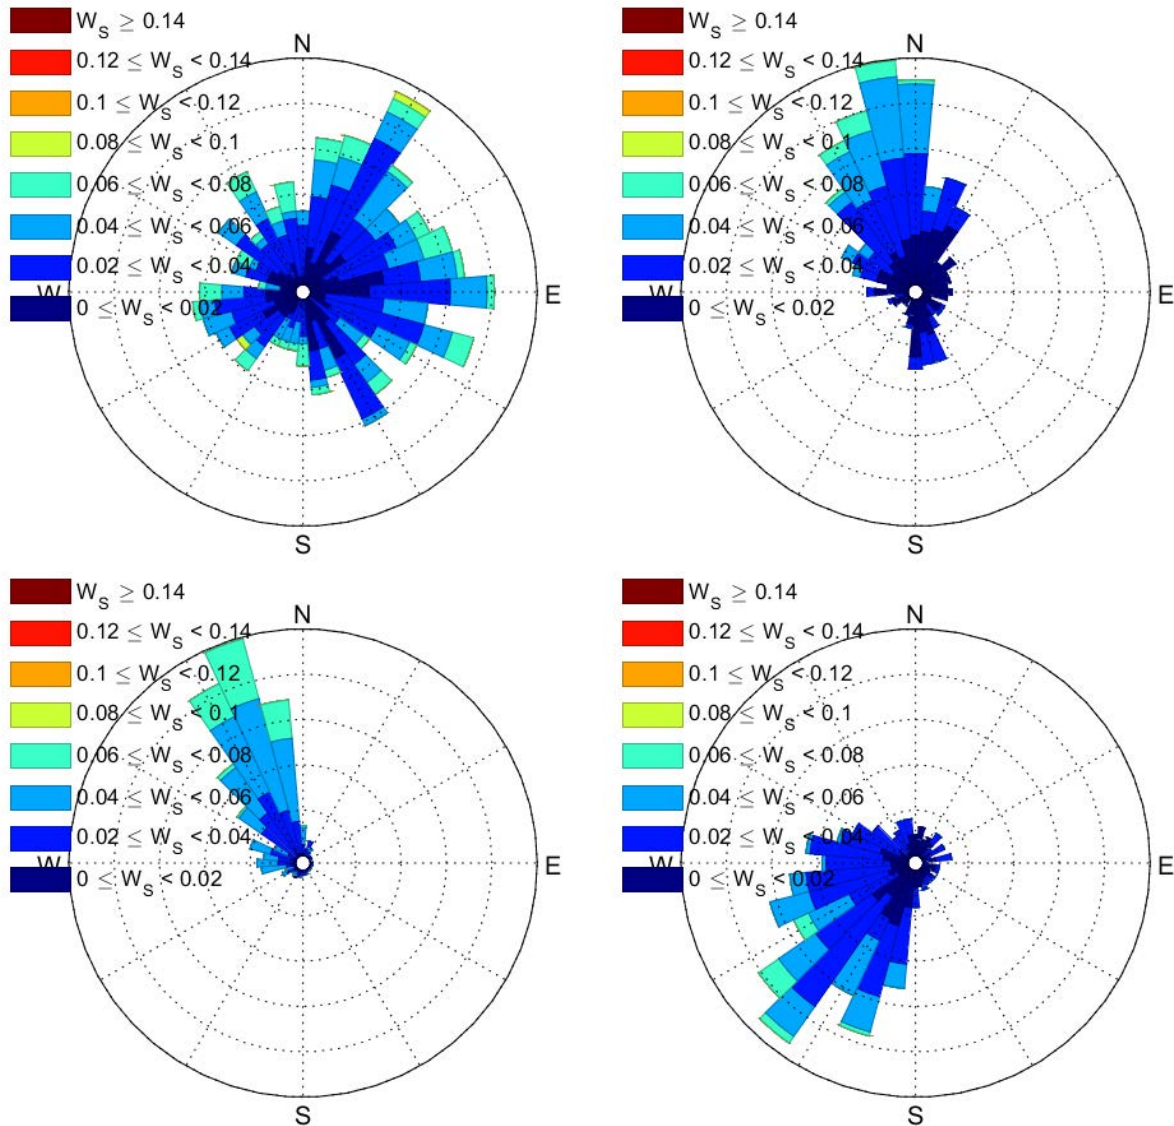 W_S ≥ 0.14
0.12 ≤ W_S < 0.14
0.1 ≤ W_S < 0.12
0.08 ≤ W_S < 0.1
0.06 ≤ W_S < 0.08
0.04 ≤ W_S < 0.06
0.02 ≤ W_S < 0.04
0 ≤ W_S < 0.02
N
W
E
S
W_S ≥ 0.14
0.12 ≤ W_S < 0.14
0.1 ≤ W_S < 0.12
0.08 ≤ W_S < 0.1
0.06 ≤ W_S < 0.08
0.04 ≤ W_S < 0.06
0.02 ≤ W_S < 0.04
0 ≤ W_S < 0.02
N
W
E
S
W_S ≥ 0.14
0.12 ≤ W_S < 0.14
0.1 ≤ W_S < 0.12
0.08 ≤ W_S < 0.1
0.06 ≤ W_S < 0.08
0.04 ≤ W_S < 0.06
0.02 ≤ W_S < 0.04
0 ≤ W_S < 0.02
N
W
E
S
W_S ≥ 0.14
0.12 ≤ W_S < 0.14
0.1 ≤ W_S < 0.12
0.08 ≤ W_S < 0.1
0.06 ≤ W_S < 0.08
0.04 ≤ W_S < 0.06
0.02 ≤ W_S < 0.04
0 ≤ W_S < 0.02
N
W
E
S